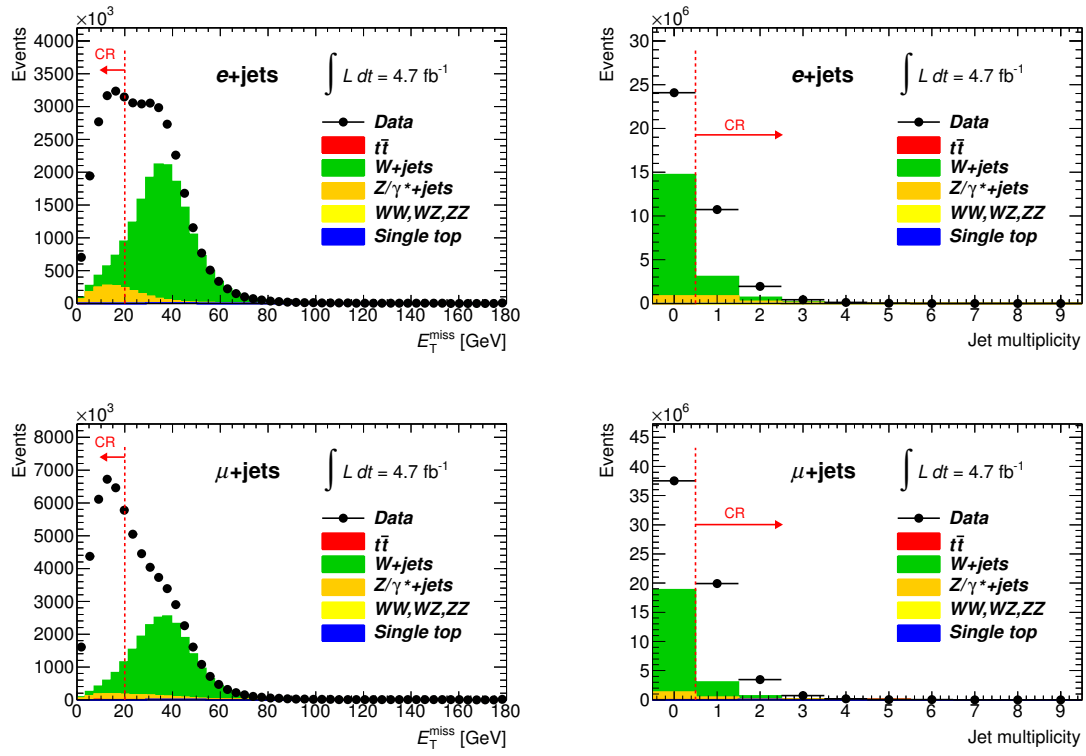 ×10³
Events
4000
3500
3000
2500
2000
1500
1000
500
0
CR
e+jets
∫ L dt = 4.7 fb⁻¹
Data
tt̄
W+jets
Z/γ*+jets
WW,WZ,ZZ
Single top
0 20 40 60 80 100 120 140 160 180
E_T^miss [GeV]
×10⁶
Events
30
25
20
15
10
5
0
CR
e+jets
∫ L dt = 4.7 fb⁻¹
Data
tt̄
W+jets
Z/γ*+jets
WW,WZ,ZZ
Single top
0 1 2 3 4 5 6 7 8 9
Jet multiplicity
×10³
Events
8000
7000
6000
5000
4000
3000
2000
1000
0
CR
μ+jets
∫ L dt = 4.7 fb⁻¹
Data
tt̄
W+jets
Z/γ*+jets
WW,WZ,ZZ
Single top
0 20 40 60 80 100 120 140 160 180
E_T^miss [GeV]
×10⁶
Events
45
40
35
30
25
20
15
10
5
0
CR
μ+jets
∫ L dt = 4.7 fb⁻¹
Data
tt̄
W+jets
Z/γ*+jets
WW,WZ,ZZ
Single top
0 1 2 3 4 5 6 7 8 9
Jet multiplicity